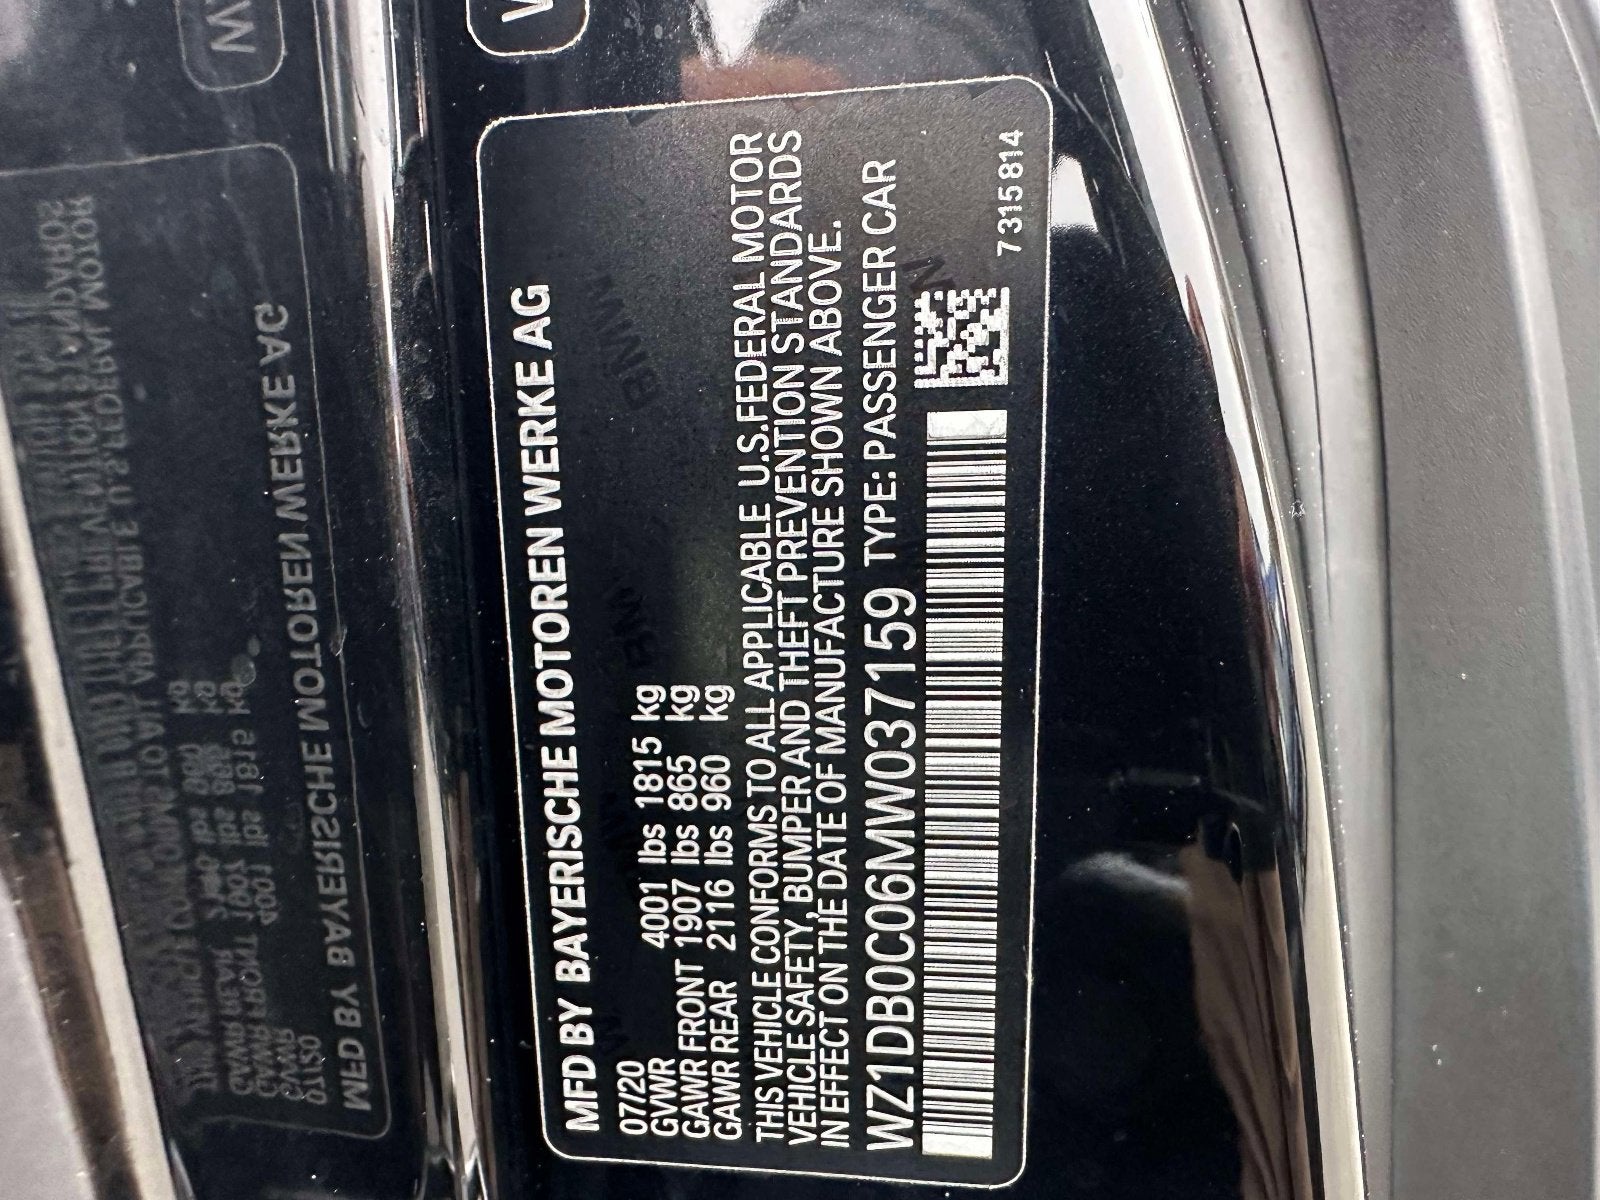 MFD BY BAYERISCHE MOTOREN WERKE AG
07/20
GVWR 4001 lbs 1815 kg
GAWR FRONT 1907 lbs 865 kg
GAWR REAR 2116 lbs 960 kg
THIS VEHICLE CONFORMS TO ALL APPLICABLE U.S. FEDERAL MOTOR
VEHICLE SAFETY, BUMPER AND THEFT PREVENTION STANDARDS
IN EFFECT ON THE DATE OF MANUFACTURE SHOWN ABOVE.
WZ1DB0C06MW037159 TYPE: PASSENGER CAR
7315814